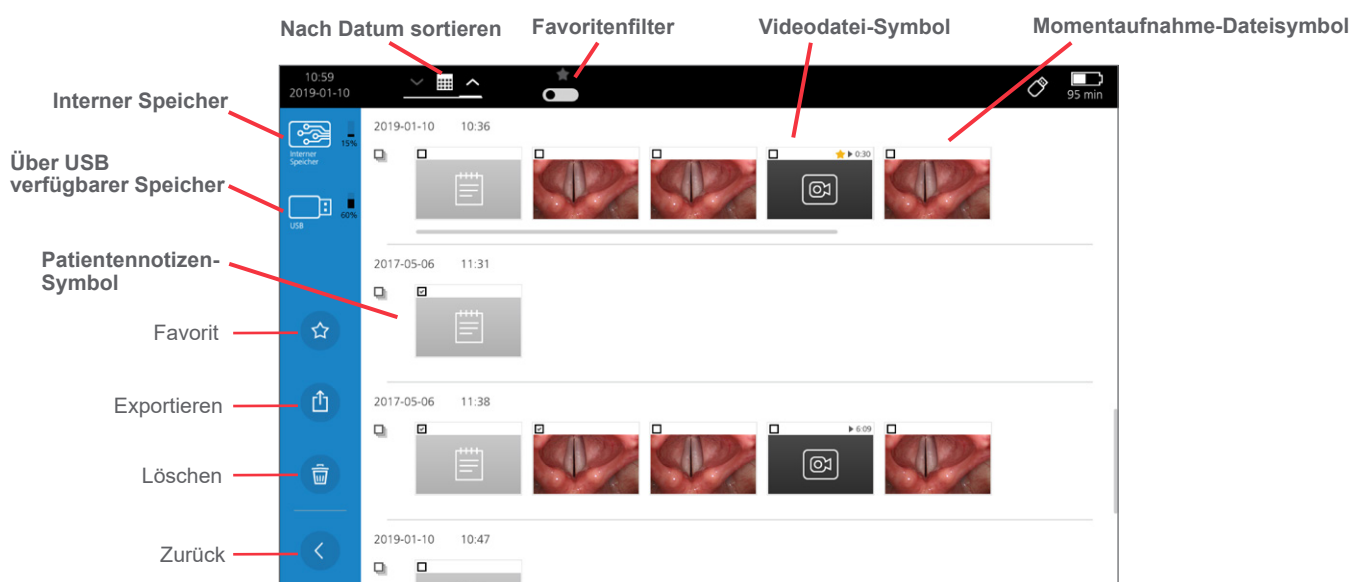 Nach Datum sortieren
Favoritenfilter
Videodatei-Symbol
Momentaufnahme-Dateisymbol
10:59
2019-01-10
95 min
Interner Speicher
15%
Interner
Speicher
Über USB
verfügbarer Speicher
60%
USB
2019-01-10 10:36
0:30
Patientennotizen-
Symbol
2017-05-06 11:31
Favorit
Exportieren
2017-05-06 11:38
6:09
Löschen
Zurück
2019-01-10 10:47